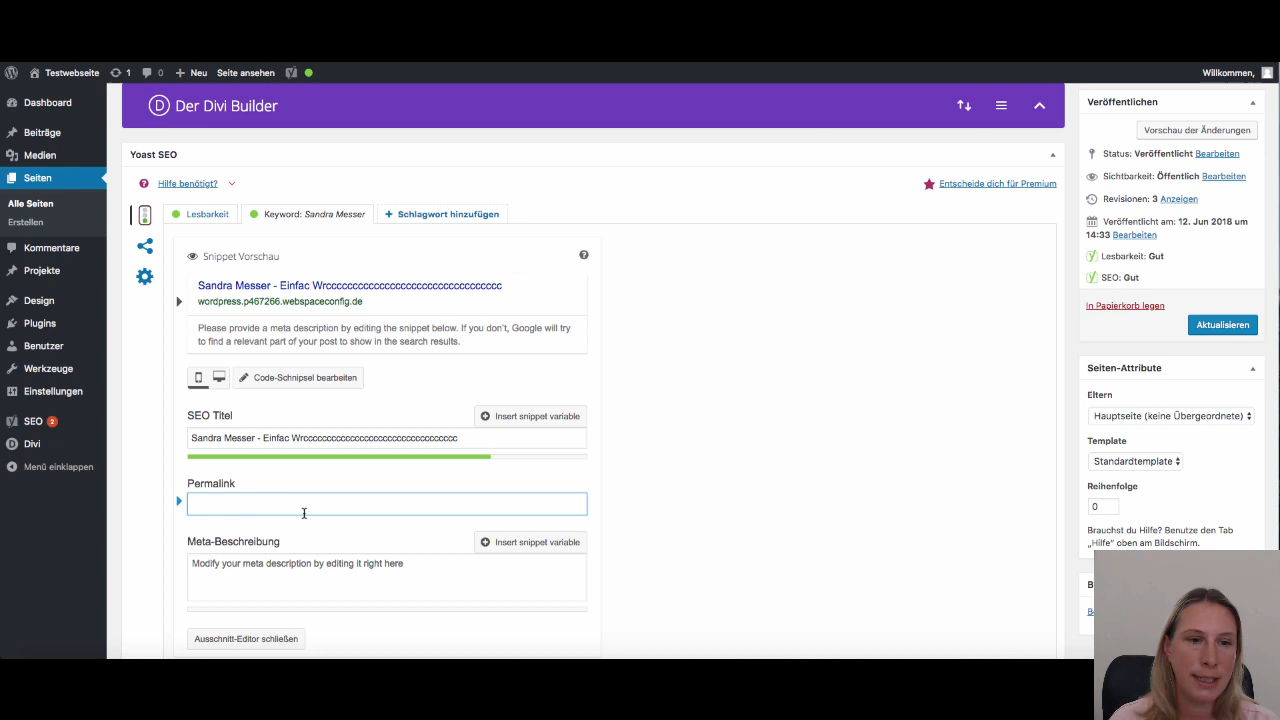 Testwebseite 1 0 Neu Seite ansehen Willkommen,
Dashboard
Beiträge
Medien
Seiten
Alle Seiten
Erstellen
Kommentare
Projekte
Design
Plugins
Benutzer
Werkzeuge
Einstellungen
SEO 2
Divi
Menü einklappen
D Der Divi Builder
Yoast SEO
Hilfe benötigt?
Entscheide dich für Premium
Lesbarkeit
Keyword: Sandra Messer
Schlagwort hinzufügen
Snippet Vorschau
Sandra Messer - Einfac Wrcccccccccccccccccccccccccccccccccc
wordpress.p467266.webspaceconfig.de
Please provide a meta description by editing the snippet below. If you don't, Google will try
to find a relevant part of your post to show in the search results.
Code-Schnipsel bearbeiten
SEO Titel
Insert snippet variable
Sandra Messer - Einfac Wrcccccccccccccccccccccccccccccccccc
Permalink
Meta-Beschreibung
Insert snippet variable
Modify your meta description by editing it right here
Ausschnitt-Editor schließen
Veröffentlichen
Vorschau der Änderungen
Status: Veröffentlicht Bearbeiten
Sichtbarkeit: Öffentlich Bearbeiten
Revisionen: 3 Anzeigen
Veröffentlicht am: 12. Jun 2018 um
14:33 Bearbeiten
Lesbarkeit: Gut
SEO: Gut
In Papierkorb legen
Aktualisieren
Seiten-Attribute
Eltern
Hauptseite (keine Übergeordnete)
Template
Standardtemplate
Reihenfolge
0
Brauchst du Hilfe? Benutze den Tab
„Hilfe“ oben am Bildschirm.